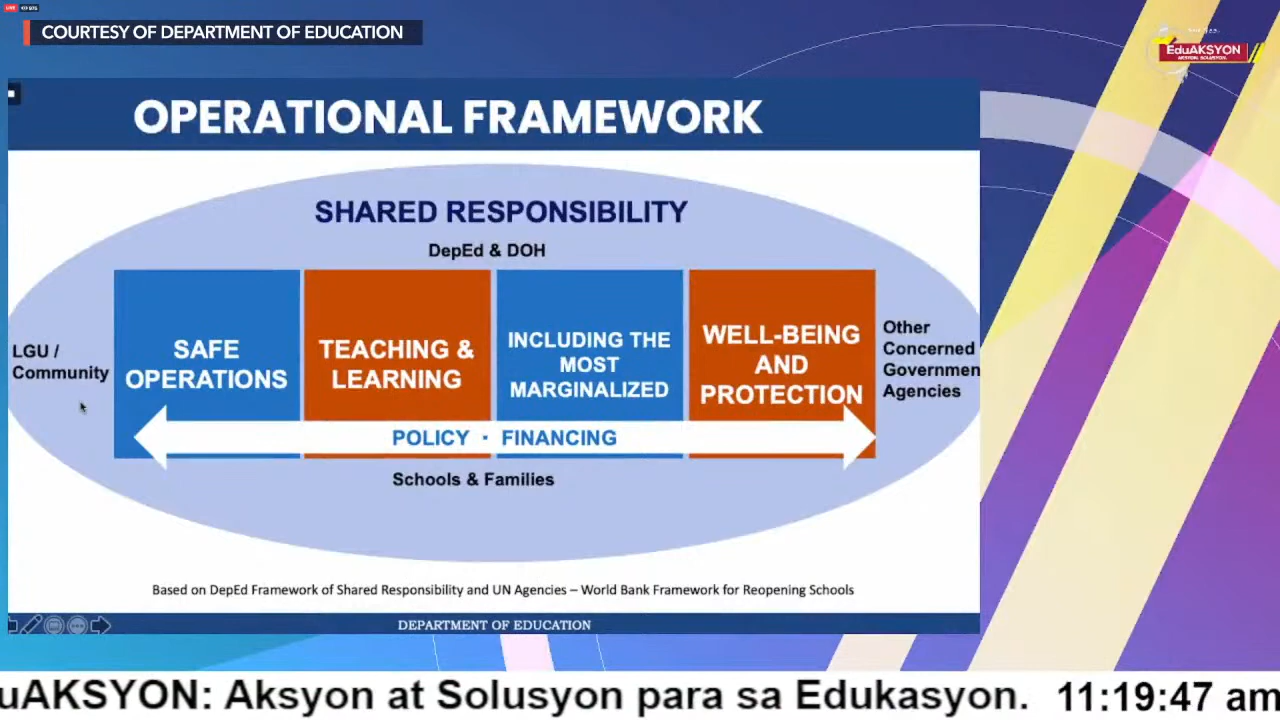 LIVE
COURTESY OF DEPARTMENT OF EDUCATION
EduAKSYON
AKSYON. SOLUSYON.
OPERATIONAL FRAMEWORK
SHARED RESPONSIBILITY
DepEd & DOH
LGU /
Community
SAFE
OPERATIONS
TEACHING &
LEARNING
INCLUDING THE
MOST
MARGINALIZED
WELL-BEING
AND
PROTECTION
Other
Concerned
Governmen
Agencies
POLICY · FINANCING
Schools & Families
Based on DepEd Framework of Shared Responsibility and UN Agencies – World Bank Framework for Reopening Schools
DEPARTMENT OF EDUCATION
uAKSYON: Aksyon at Solusyon para sa Edukasyon. 11:19:47 am